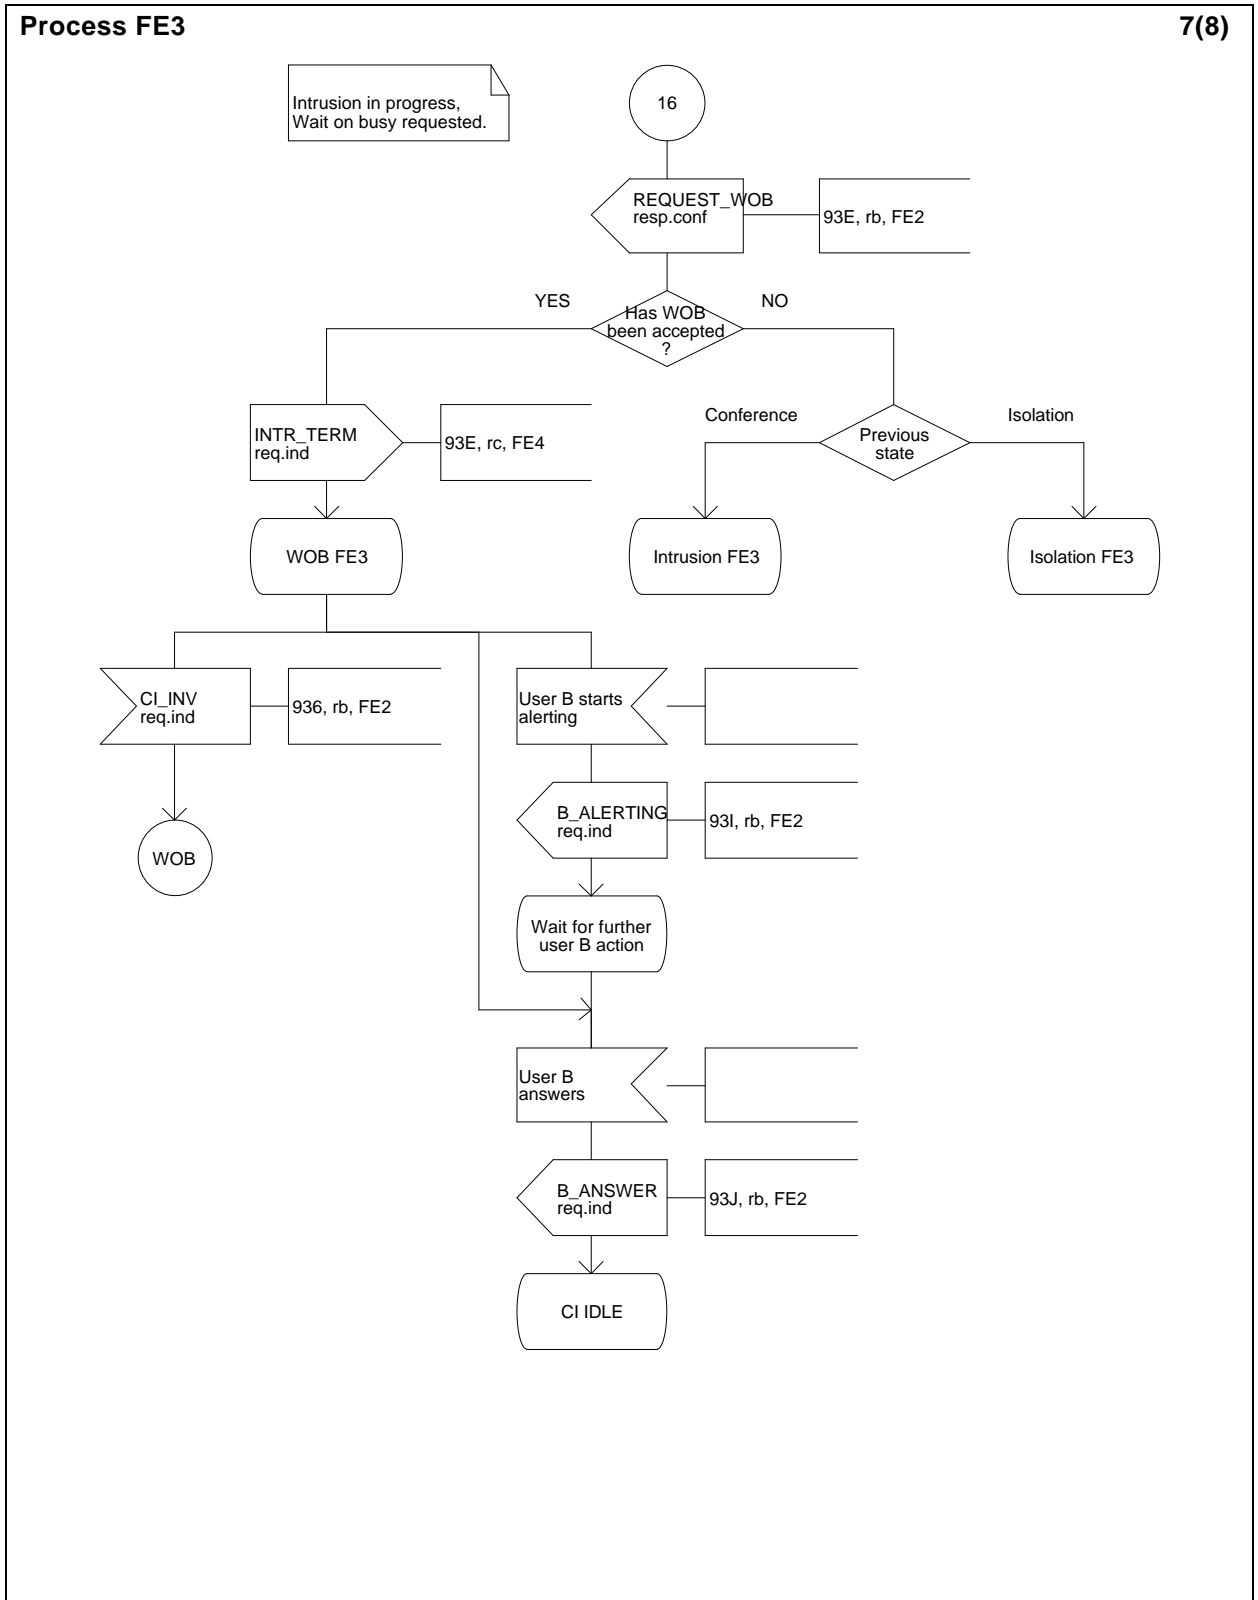 Process FE3
7(8)
Intrusion in progress,
Wait on busy requested.
16
REQUEST_WOB
resp.conf
93E, rb, FE2
YES
NO
Has WOB
been accepted
?
INTR_TERM
req.ind
93E, rc, FE4
Conference
Isolation
Previous
state
WOB FE3
Intrusion FE3
Isolation FE3
CI_INV
req.ind
936, rb, FE2
User B starts
alerting
B_ALERTING
req.ind
93I, rb, FE2
WOB
Wait for further
user B action
User B
answers
B_ANSWER
req.ind
93J, rb, FE2
CI IDLE